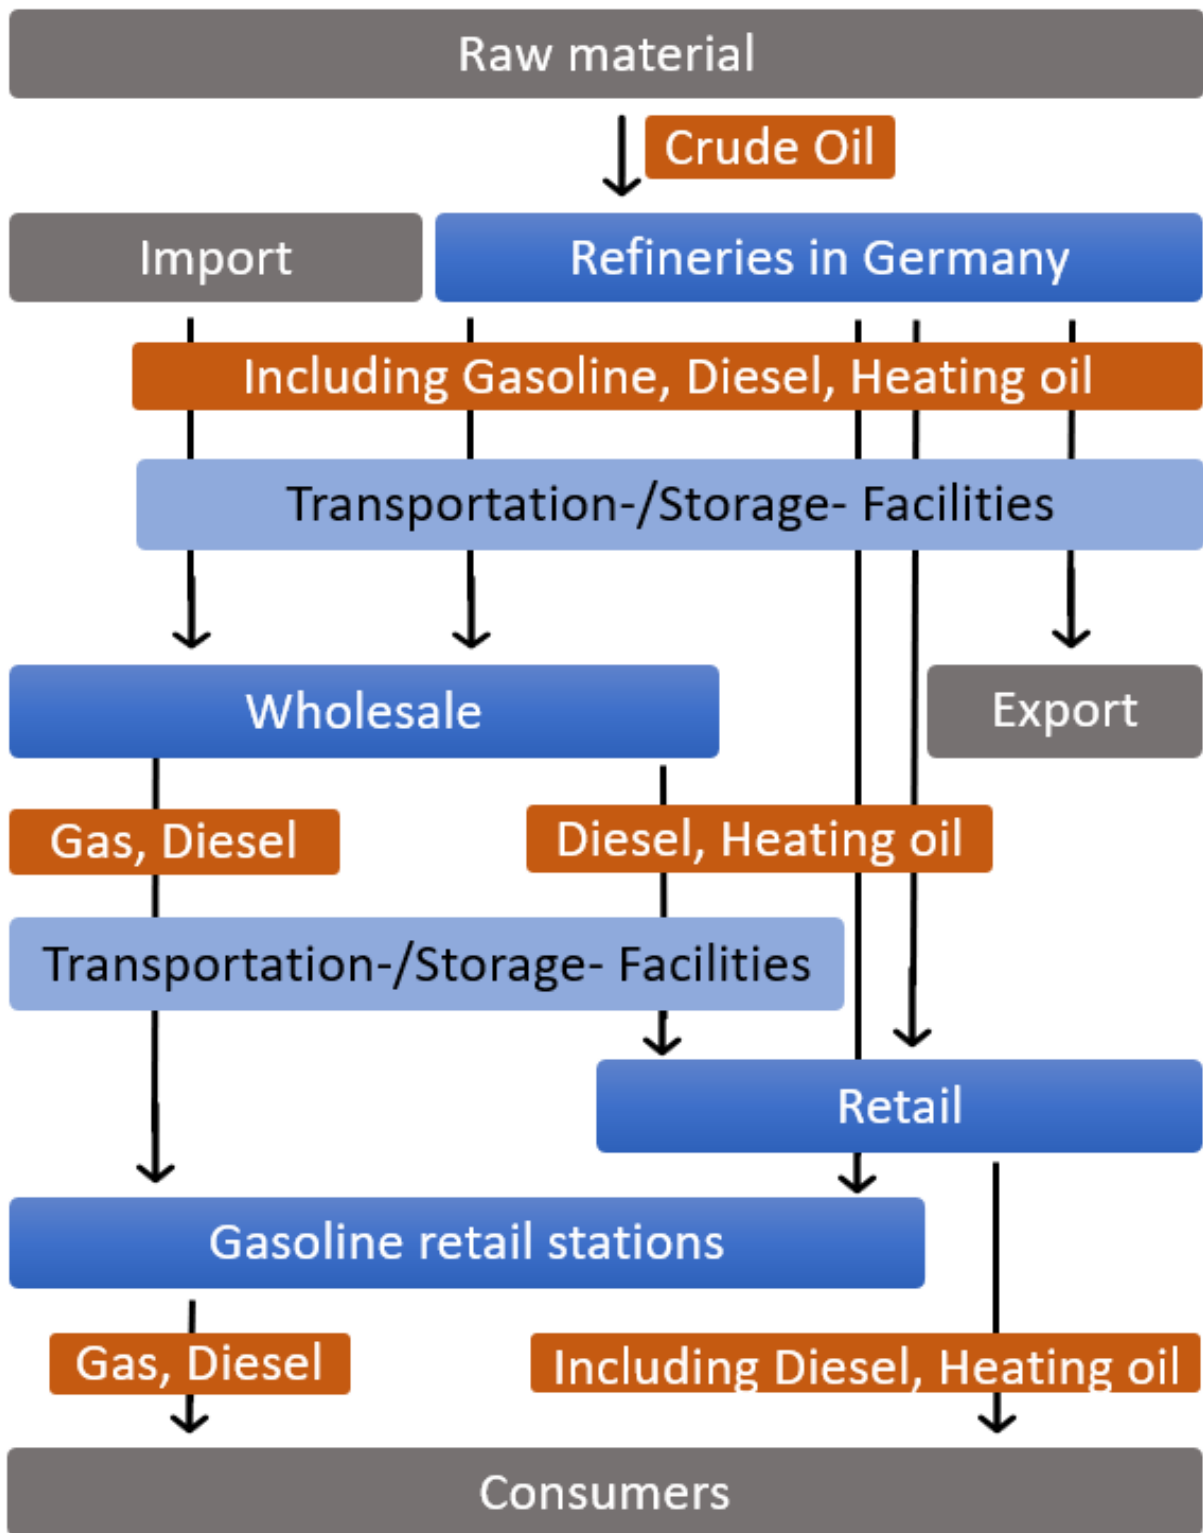 Raw material
Crude Oil
Import
Refineries in Germany
Including Gasoline, Diesel, Heating oil
Transportation-/Storage- Facilities
Wholesale
Export
Gas, Diesel
Diesel, Heating oil
Transportation-/Storage- Facilities
Retail
Gasoline retail stations
Gas, Diesel
Including Diesel, Heating oil
Consumers